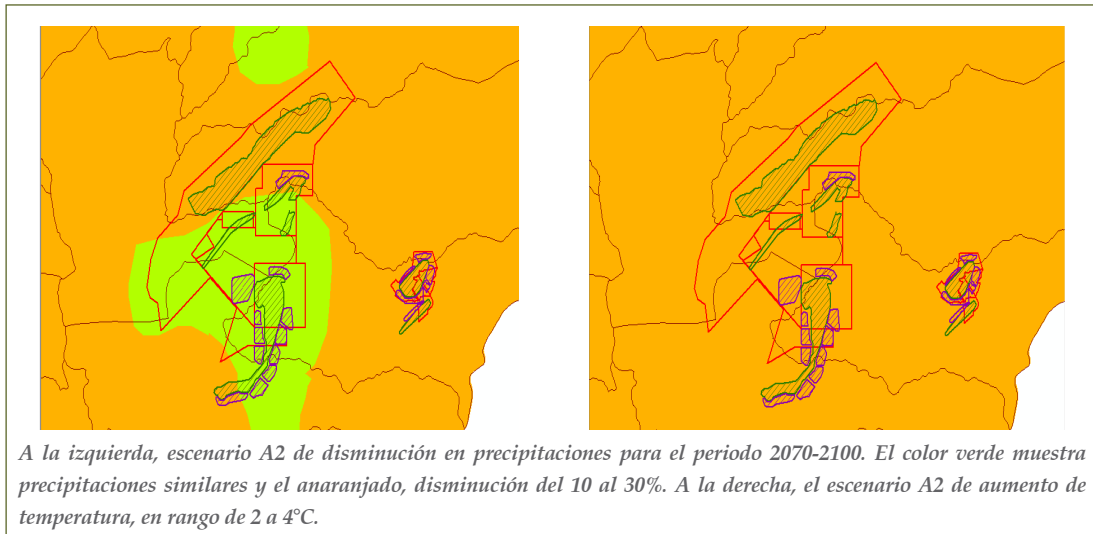 A la izquierda, escenario A2 de disminución en precipitaciones para el periodo 2070-2100. El color verde muestra
precipitaciones similares y el anaranjado, disminución del 10 al 30%. A la derecha, el escenario A2 de aumento de
temperatura, en rango de 2 a 4°C.